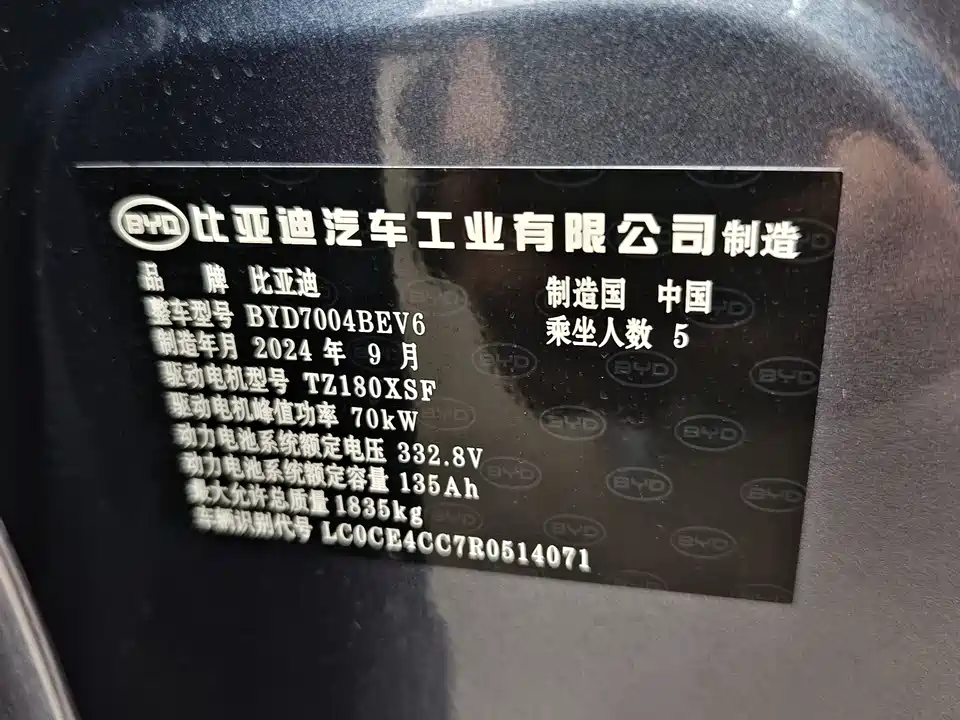 BYD 比亚迪汽车工业有限公司制造
品 牌 比亚迪
制造国 中国
整车型号 BYD7004BEV6
乘坐人数 5
制造年月 2024 年 9 月
驱动电机型号 TZ180XSF
驱动电机峰值功率 70kW
动力电池系统额定电压 332.8V
动力电池系统额定容量 135Ah
最大允许总质量 1835kg
车辆识别代号 LC0CE4CC7R0514071